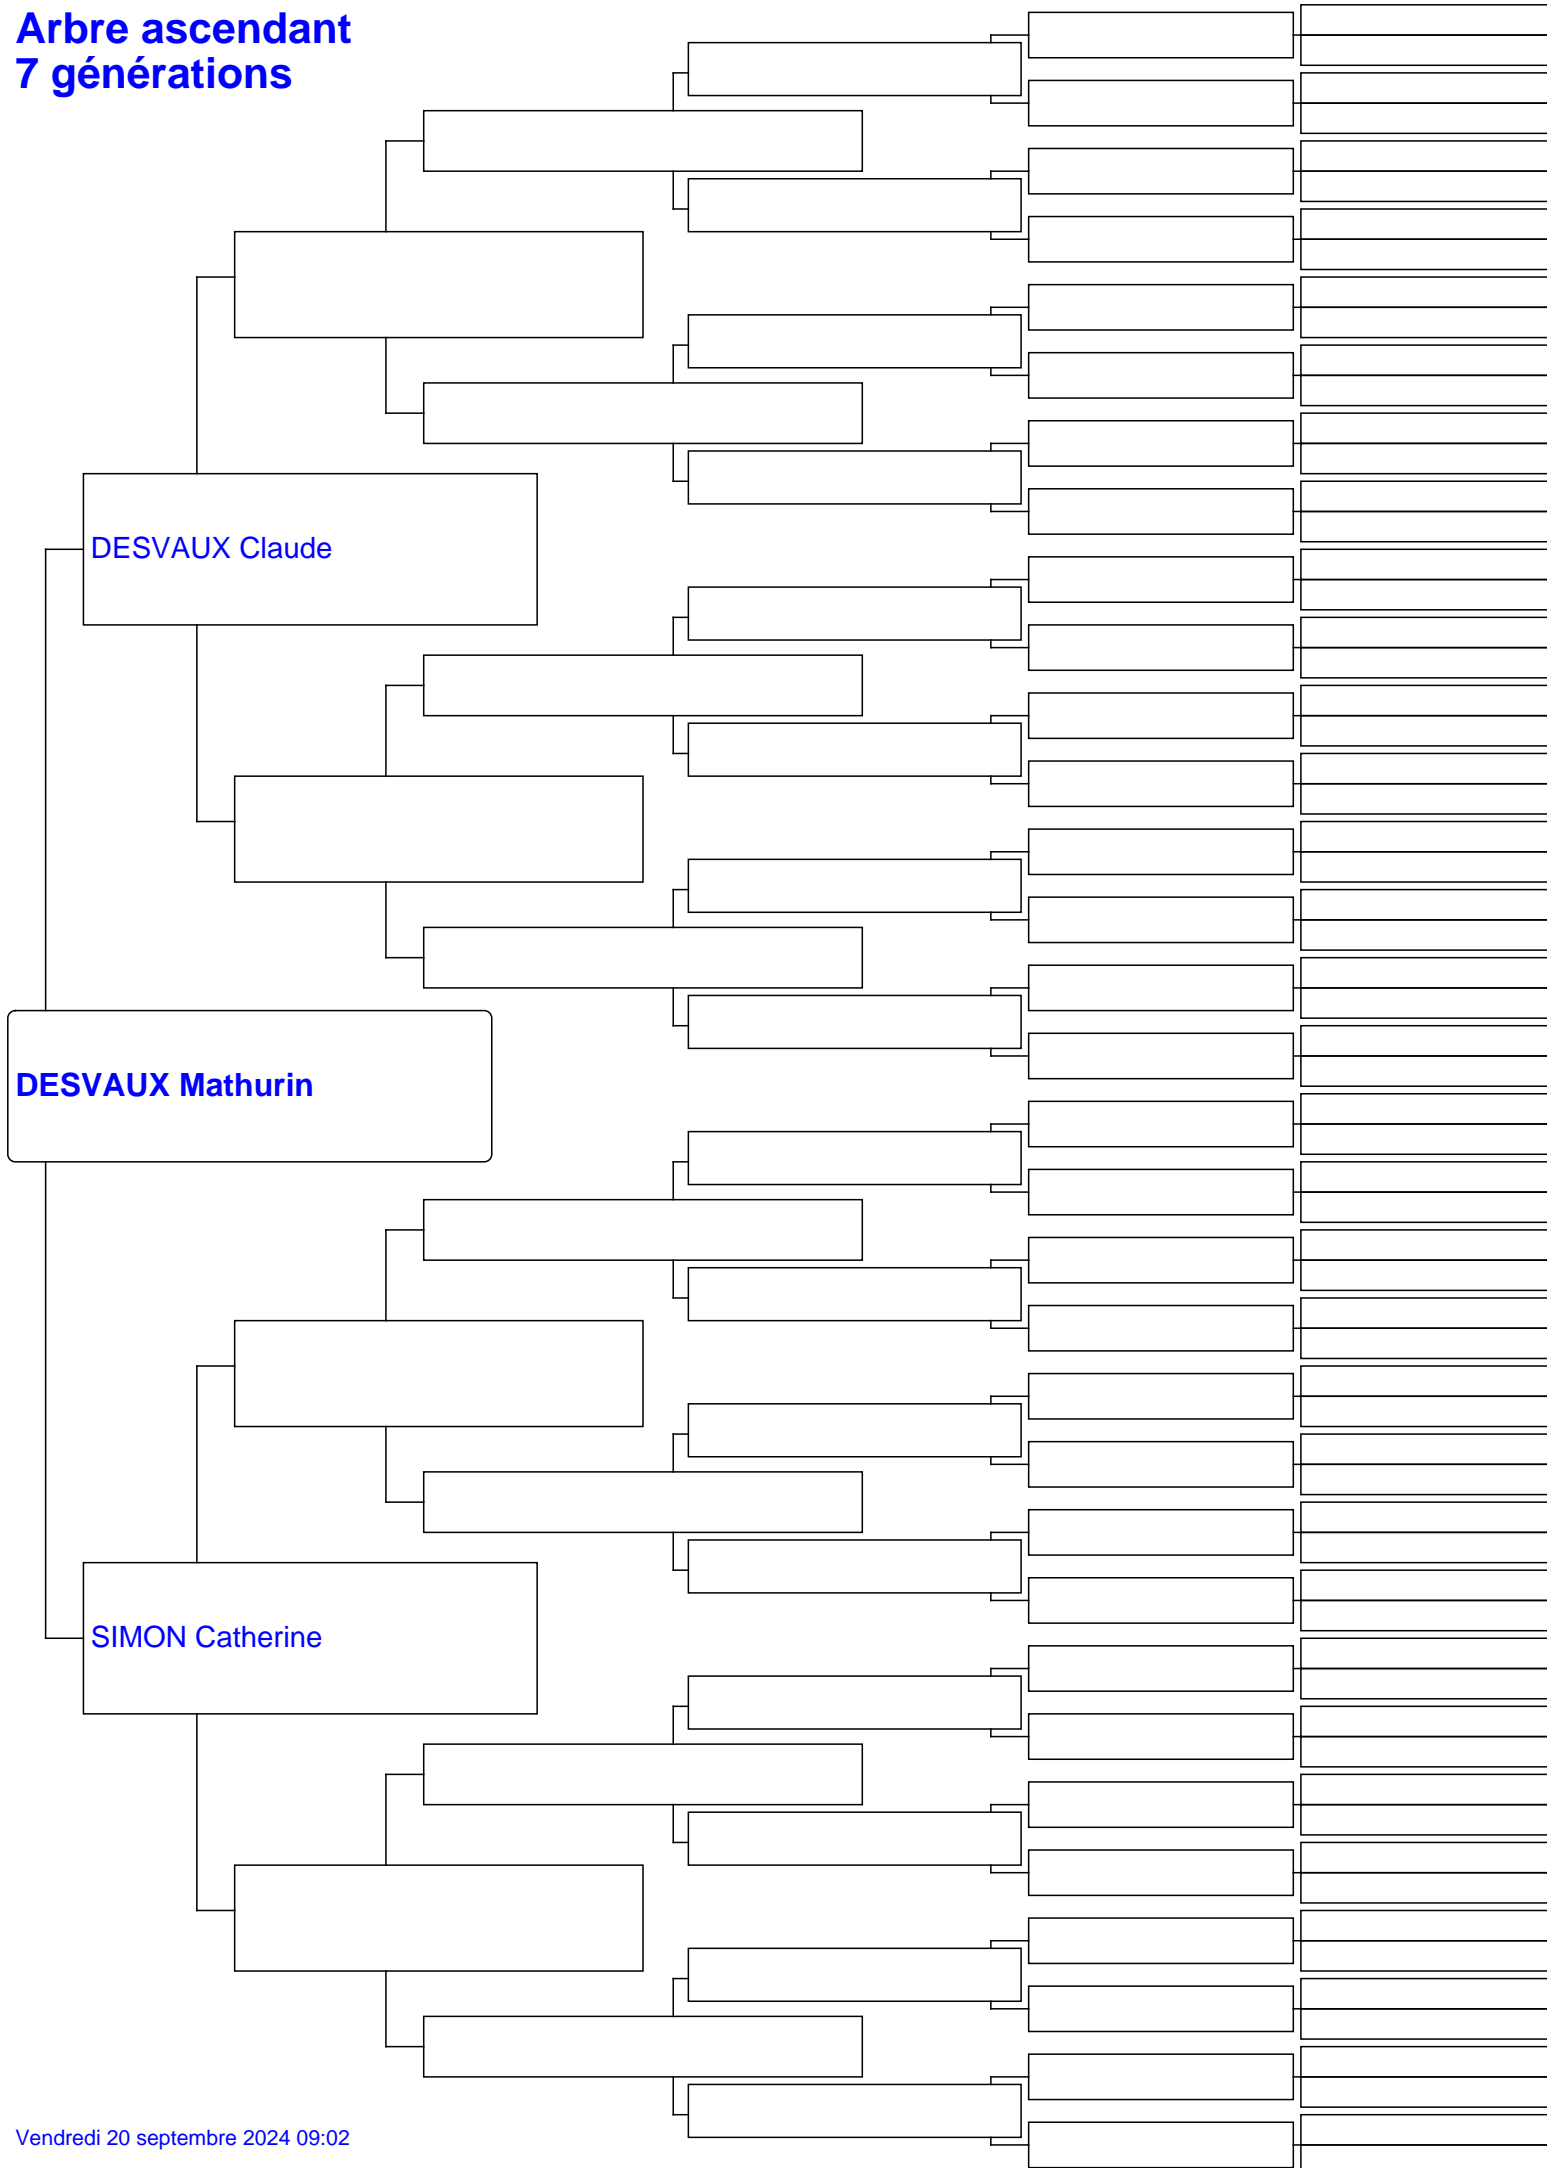 Arbre ascendant
7 générations
DESVAUX Claude
DESVAUX Mathurin
SIMON Catherine
Vendredi 20 septembre 2024 09:02